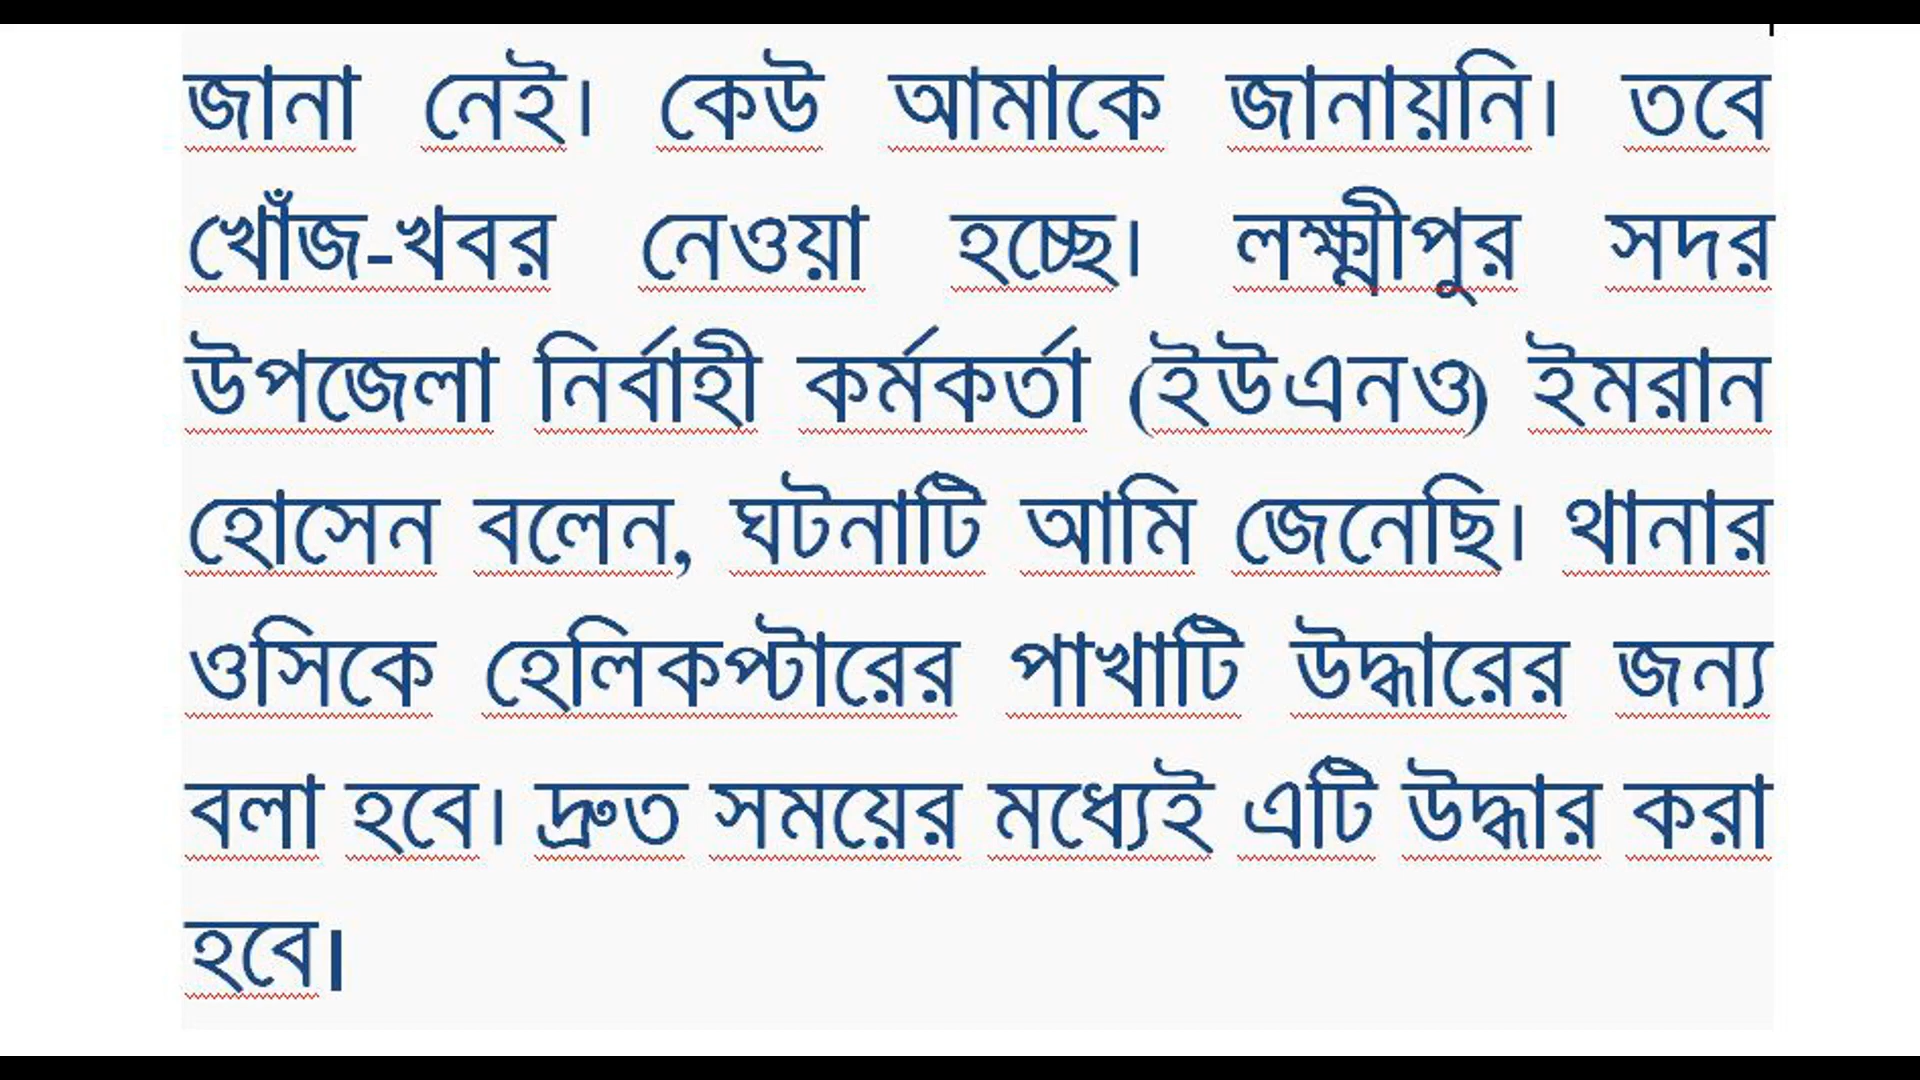 জানা নেই। কেউ আমাকে জানায়নি। তবে
খোঁজ-খবর নেওয়া হচ্ছে। লক্ষ্মীপুর সদর
উপজেলা নির্বাহী কর্মকর্তা (ইউএনও) ইমরান
হোসেন বলেন, ঘটনাটি আমি জেনেছি। থানার
ওসিকে হেলিকপ্টারের পাখাটি উদ্ধারের জন্য
বলা হবে। দ্রুত সময়ের মধ্যেই এটি উদ্ধার করা
হবে।